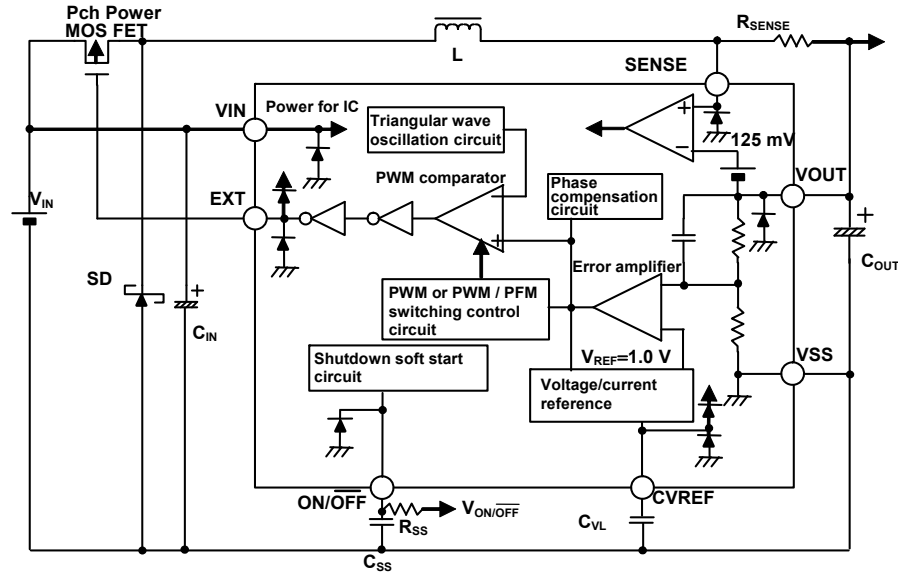 Pch Power
MOS FET
L
RSENSE
SENSE
VIN
Power for IC
Triangular wave
oscillation circuit
+
−
125 mV
VOUT
PWM comparator
Phase
compensation
circuit
VIN
EXT
+
+
COUT
Error amplifier
SD
+
CIN
PWM or PWM / PFM
switching control
circuit
VREF=1.0 V
VSS
Shutdown soft start
circuit
Voltage/current
reference
ON/OFF
VON/OFF
RSS
CSS
CVREF
CVL